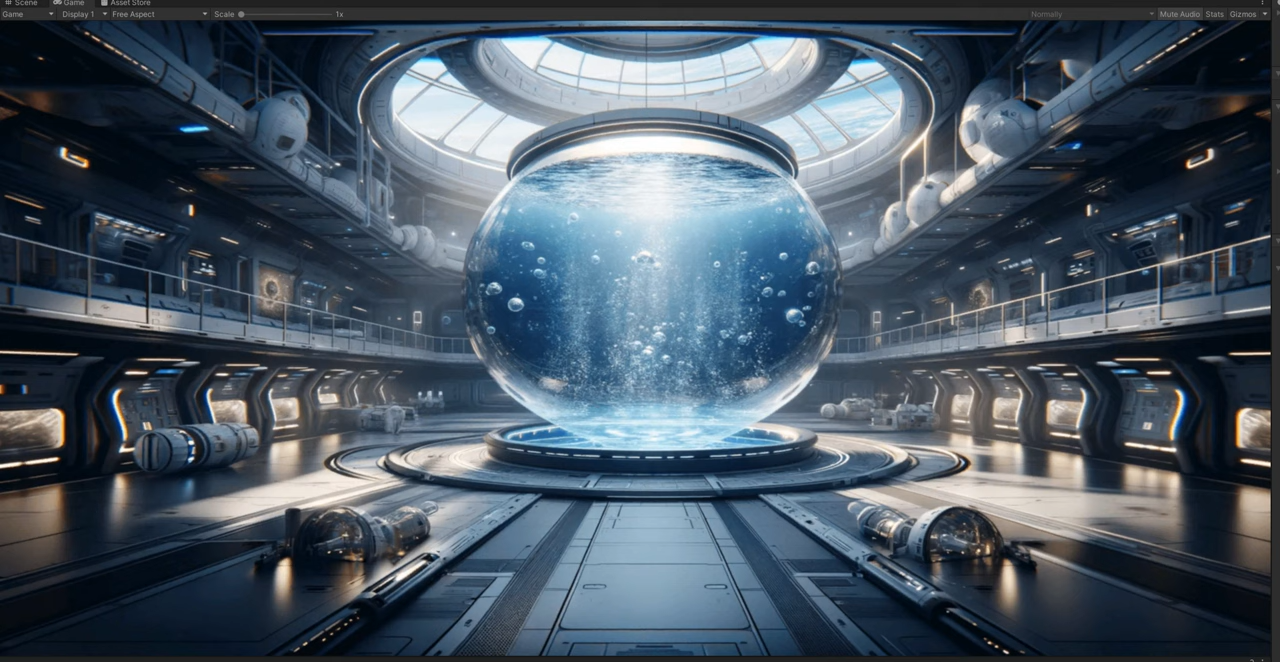 Scene Game Asset Store
Game Display 1 Free Aspect Scale 1x Normally Mute Audio Stats Gizmos